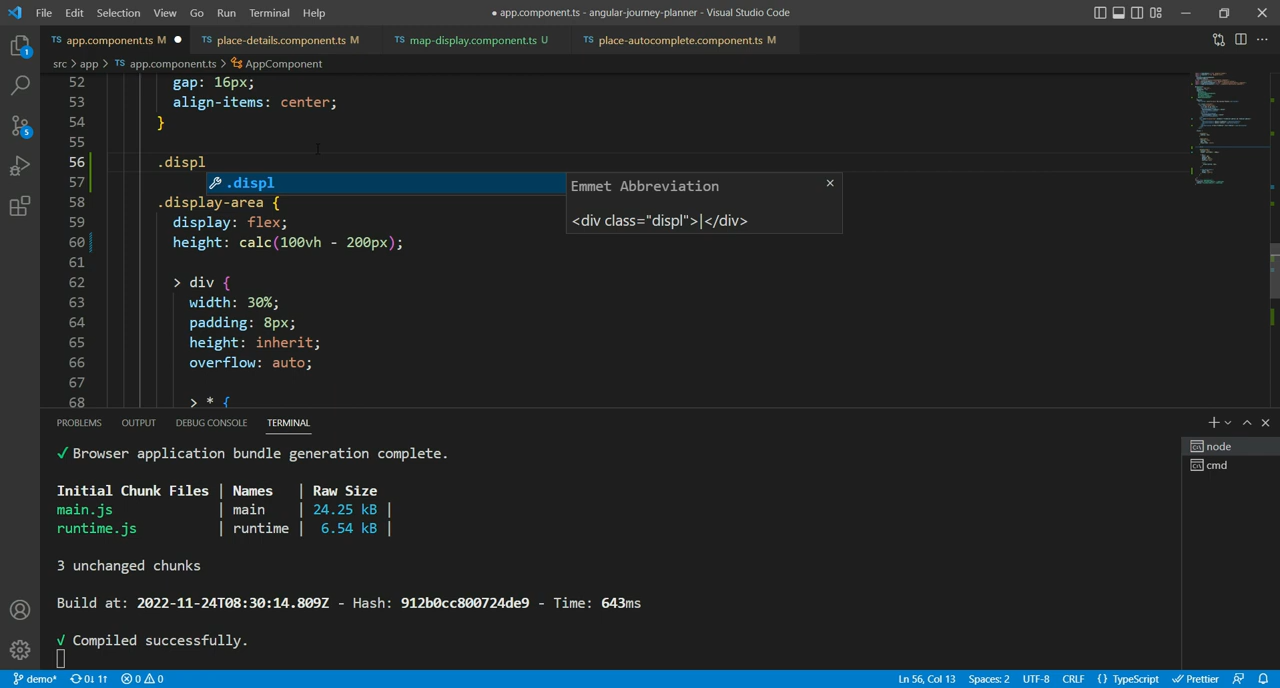 File Edit Selection View Go Run Terminal Help ● app.component.ts - angular-journey-planner - Visual Studio Code
TS app.component.ts M ● TS place-details.component.ts M TS map-display.component.ts U TS place-autocomplete.component.ts M
src > app > TS app.component.ts > AppComponent
52 gap: 16px;
53 align-items: center;
54 }
55
56 .displ
57 .displ
Emmet Abbreviation
<div class="displ">|</div>
58 .display-area {
59 display: flex;
60 height: calc(100vh - 200px);
61
62 > div {
63 width: 30%;
64 padding: 8px;
65 height: inherit;
66 overflow: auto;
67
68 > * {
PROBLEMS OUTPUT DEBUG CONSOLE TERMINAL
✓ Browser application bundle generation complete.
Initial Chunk Files | Names | Raw Size
main.js | main | 24.25 kB |
runtime.js | runtime | 6.54 kB |
3 unchanged chunks
Build at: 2022-11-24T08:30:14.809Z - Hash: 912b0cc800724de9 - Time: 643ms
√ Compiled successfully.
node
cmd
1
5
demo* 0↓ 1↑ 0 0 Ln 56, Col 13 Spaces: 2 UTF-8 CRLF {} TypeScript Prettier